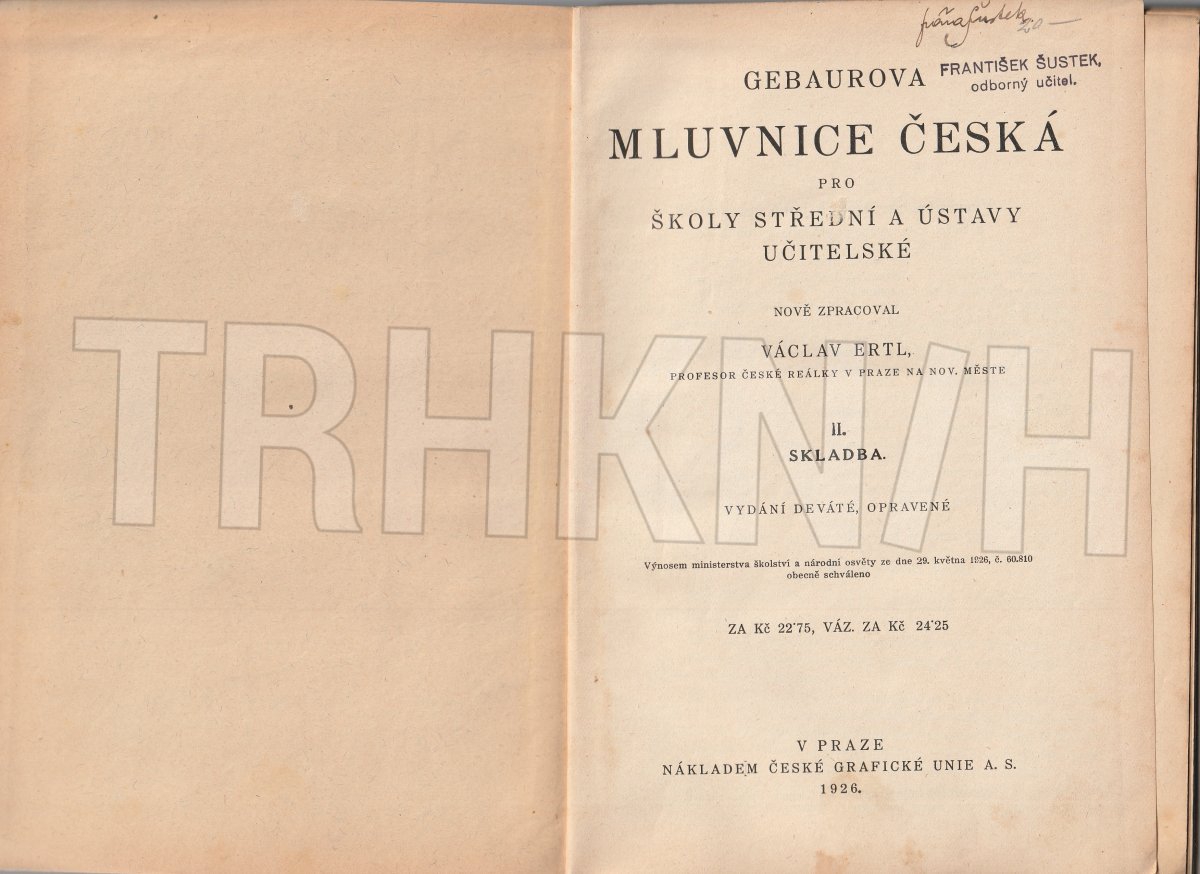 20 —
GEBAUROVA
FRANTIŠEK ŠUSTEK,
odborný učitel.
MLUVNICE ČESKÁ
PRO
ŠKOLY STŘEDNÍ A ÚSTAVY
UČITELSKÉ
NOVĚ ZPRACOVAL
VÁCLAV ERTL,
PROFESOR ČESKÉ REÁLKY V PRAZE NA NOV. MĚSTE
II.
SKLADBA.
VYDÁNÍ DEVÁTÉ, OPRAVENÉ
Výnosem ministerstva školství a národní osvěty ze dne 29. května 1926, č. 60.810
obecně schváleno
ZA Kč 22·75, VÁZ. ZA Kč 24·25
V PRAZE
NÁKLADEM ČESKÉ GRAFICKÉ UNIE A. S.
1926.
TRHKNIH